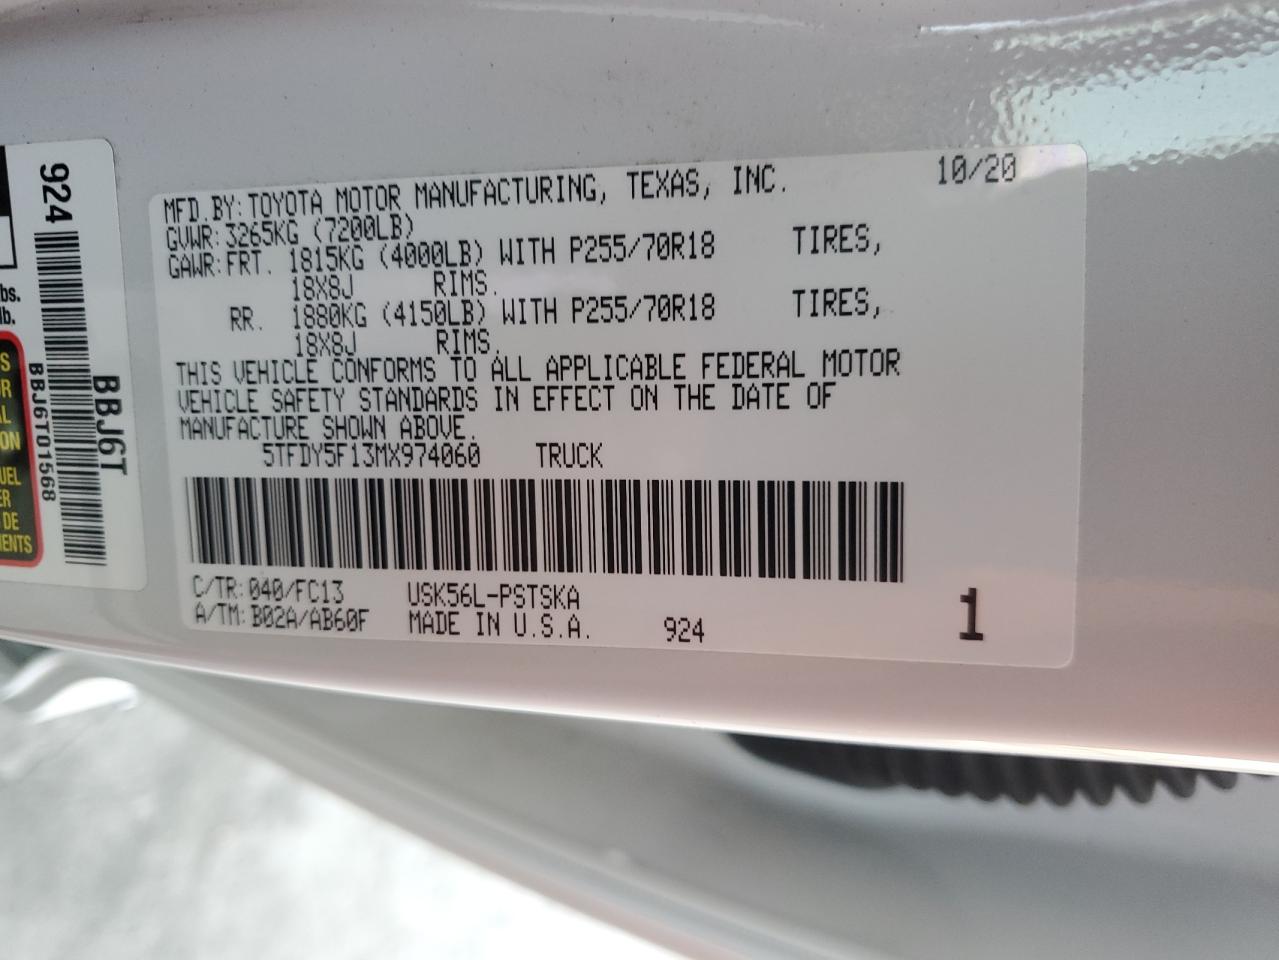 MFD.BY: TOYOTA MOTOR MANUFACTURING, TEXAS, INC. 10/20
GVWR: 3265KG (7200LB)
GAWR: FRT. 1815KG (4000LB) WITH P255/70R18 TIRES,
18X8J RIMS.
RR. 1880KG (4150LB) WITH P255/70R18 TIRES,
18X8J RIMS.
THIS VEHICLE CONFORMS TO ALL APPLICABLE FEDERAL MOTOR
VEHICLE SAFETY STANDARDS IN EFFECT ON THE DATE OF
MANUFACTURE SHOWN ABOVE.
5TFDY5F13MX974060 TRUCK
C/TR: 040/FC13 USK56L-PSTSKA
A/TM: B02A/AB60F MADE IN U.S.A. 924 1
924
BBJ6T
BBJ6T01568
lbs.
lb.
DE